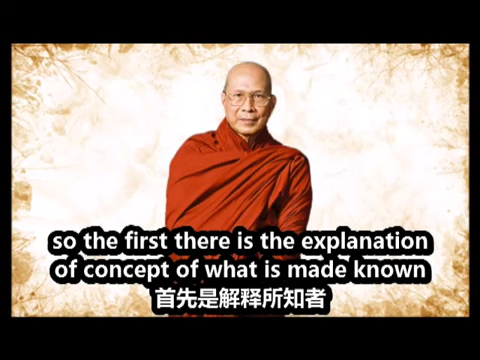 so the first there is the explanation
of concept of what is made known
首先是解释所知者